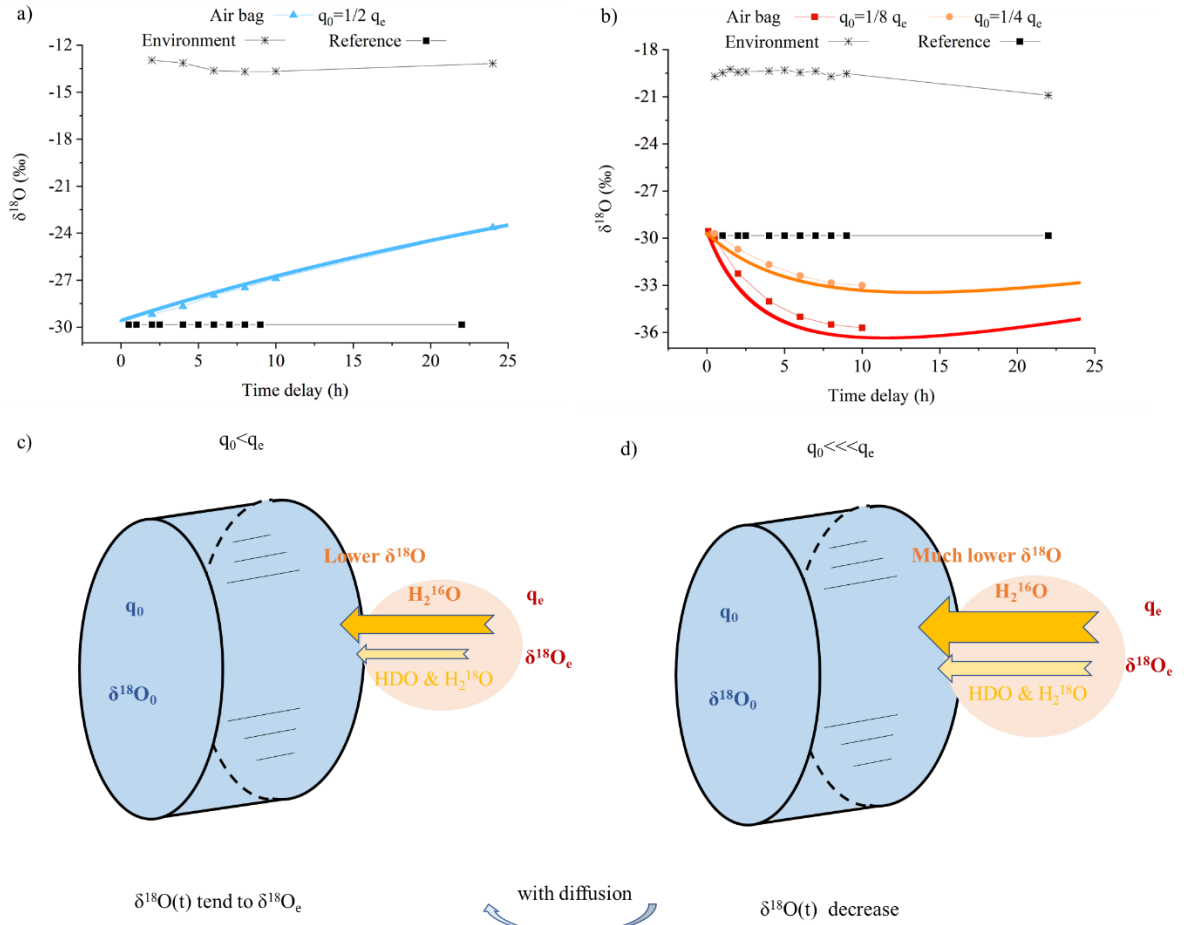 a)
Air bag q₀=1/2 qₑ
Environment Reference
-12
-15
-18
-21
-24
-27
-30
δ¹⁸O (‰)
0 5 10 15 20 25
Time delay (h)
b)
Air bag q₀=1/8 qₑ q₀=1/4 qₑ
Environment Reference
-18
-21
-24
-27
-30
-33
-36
δ¹⁸O (‰)
0 5 10 15 20 25
Time delay (h)
c)
q₀<qₑ
Lower δ¹⁸O
H₂¹⁶O
q₀
qₑ
δ¹⁸Oₑ
HDO & H₂¹⁸O
δ¹⁸O₀
δ¹⁸O(t) tend to δ¹⁸Oₑ
with diffusion
d)
q₀<<<qₑ
Much lower δ¹⁸O
H₂¹⁶O
q₀
qₑ
δ¹⁸Oₑ
HDO & H₂¹⁸O
δ¹⁸O₀
δ¹⁸O(t) decrease